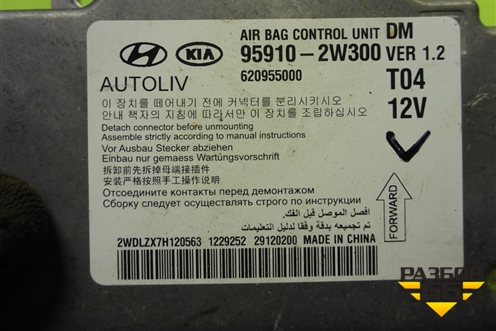 AIR BAG CONTROL UNIT DM
HYUNDAI KIA 95910-2W300 VER 1.2
AUTOLIV 620955000 T04
이 장치를 떼어내기 전에 커넥터를 분리시키시오 12V
안내 책자의 지침에 따라서만 이 장치를 조립하십시오
Detach connector before unmounting
Assemble strictly according to manual instructions
Vor Ausbau Stecker abziehen
Einbau nur gemaess Wartungsvorschrift
拆卸前先拆掉母端接插件
安装严格按照手工操作说明
Отсоедините контакты перед демонтажом
Сборку следует осуществлять строго по инструкции
افصل الموصل قبل الفك
تم تجميعه بدقة وفقا لدليل التعليمات
FORWARD
2WDLZX7H120563 1229252 29120200 MADE IN CHINA
РАЗБОР
66